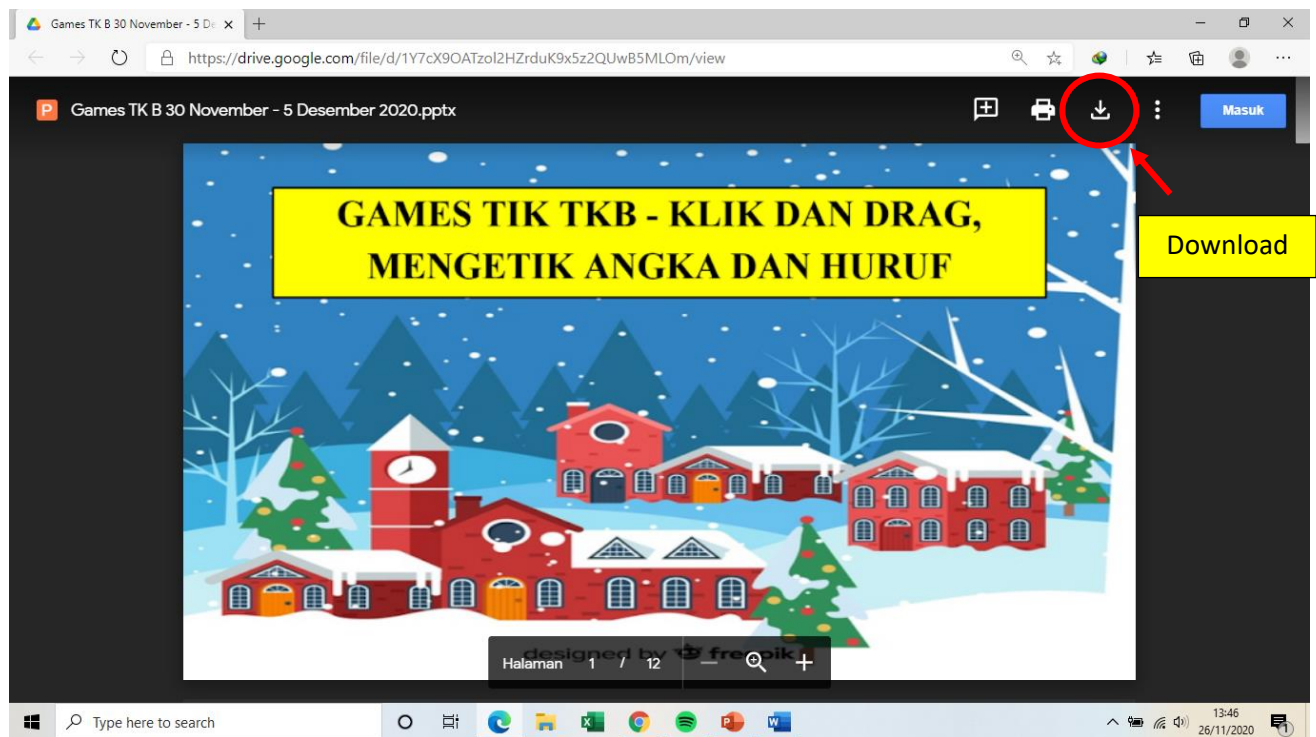 Games TK B 30 November - 5 De
https://drive.google.com/file/d/1Y7cX9OATzol2HZrduK9x5z2QUwB5MLOm/view
P Games TK B 30 November - 5 Desember 2020.pptx
Masuk
GAMES TIK TKB - KLIK DAN DRAG,
MENGETIK ANGKA DAN HURUF
Download
designed by freepik
Halaman 1 / 12
Type here to search
13:46
26/11/2020
1